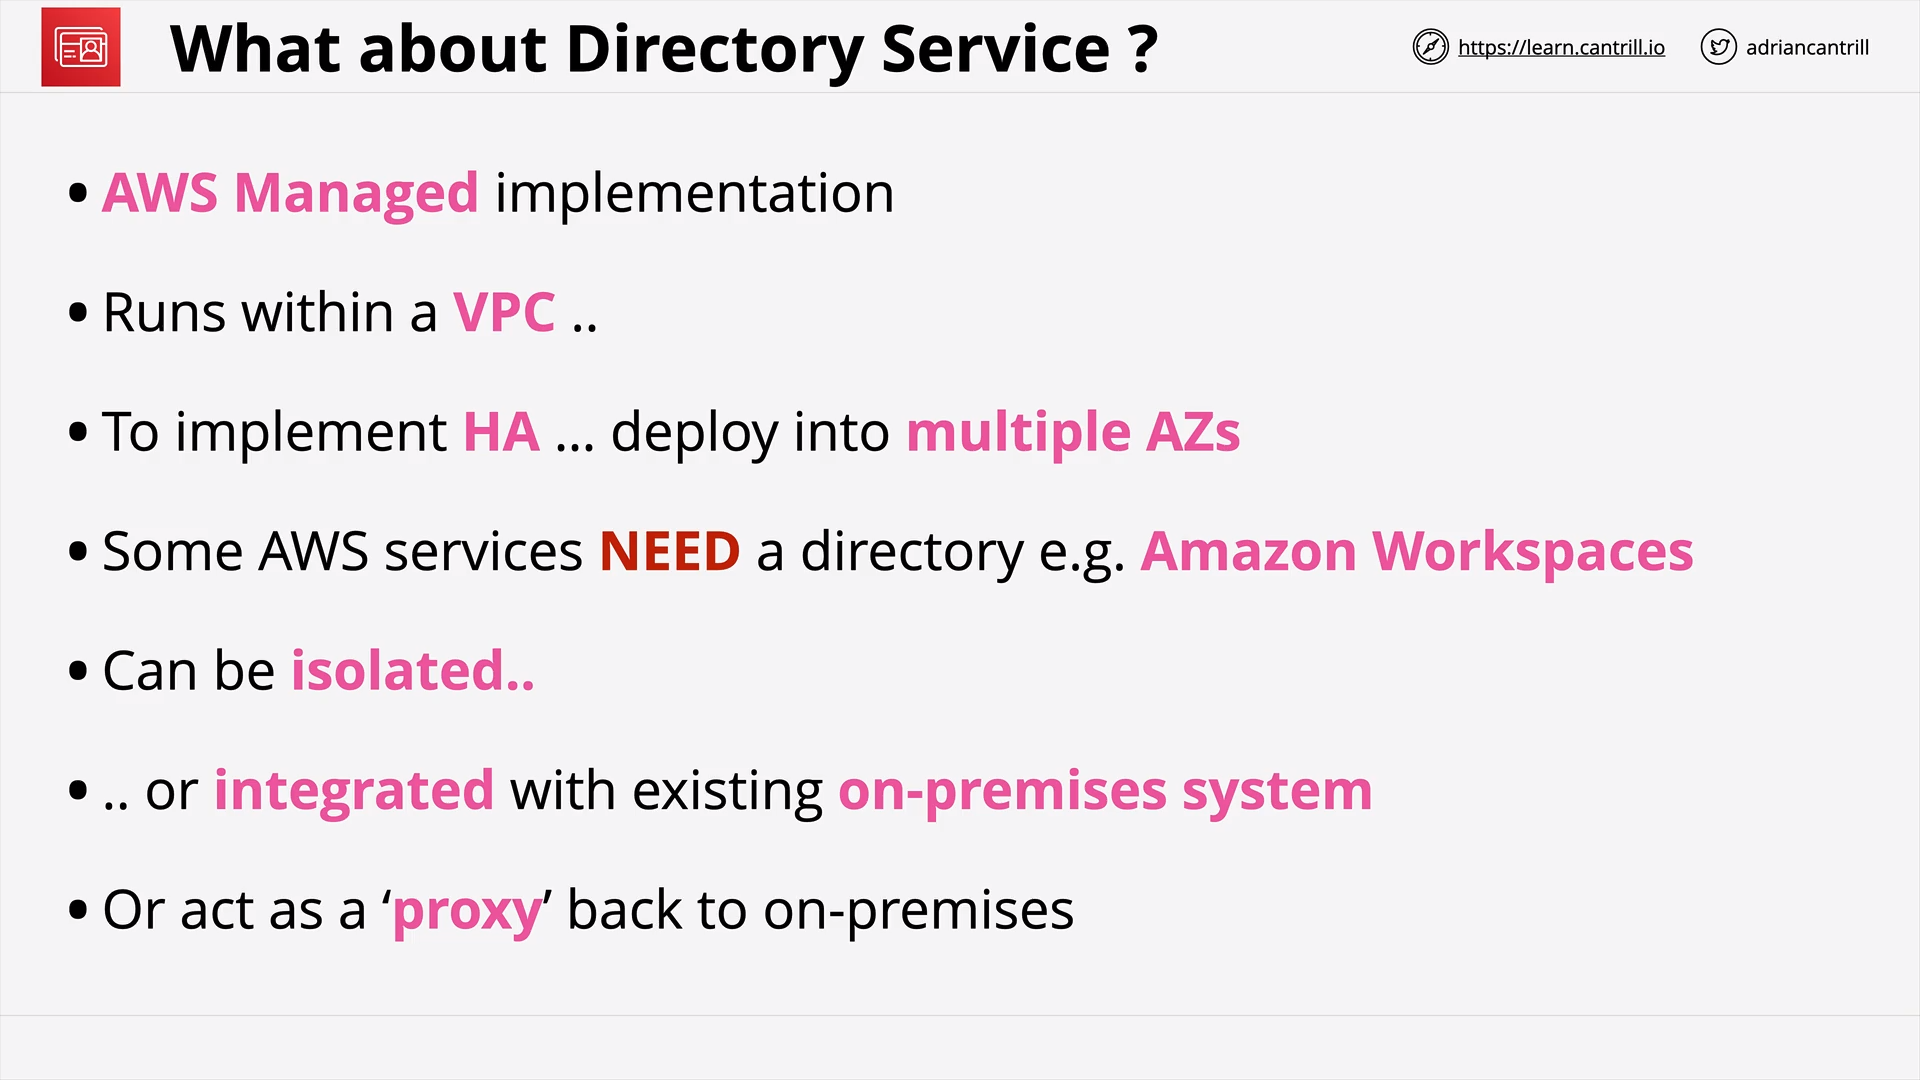 What about Directory Service ?
https://learn.cantrill.io
adriancantrill
• AWS Managed implementation
• Runs within a VPC ..
• To implement HA ... deploy into multiple AZs
• Some AWS services NEED a directory e.g. Amazon Workspaces
• Can be isolated..
• .. or integrated with existing on-premises system
• Or act as a ‘proxy’ back to on-premises